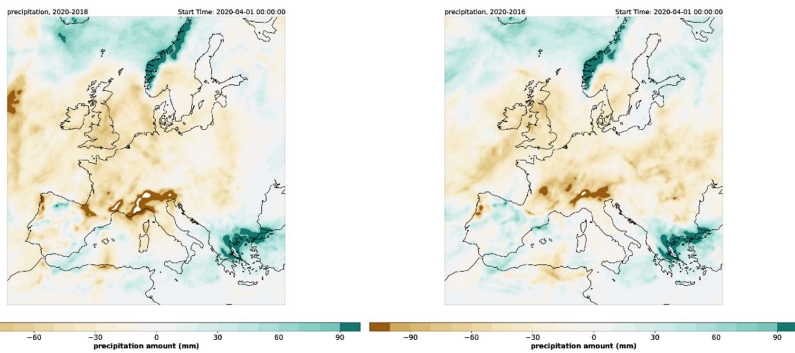 precipitation, 2020-2018 Start Time: 2020-04-01 00:00:00
precipitation, 2020-2016 Start Time: 2020-04-01 00:00:00
−60 −30 0 30 60 90
precipitation amount (mm)
−90 −60 −30 0 30 60 90
precipitation amount (mm)